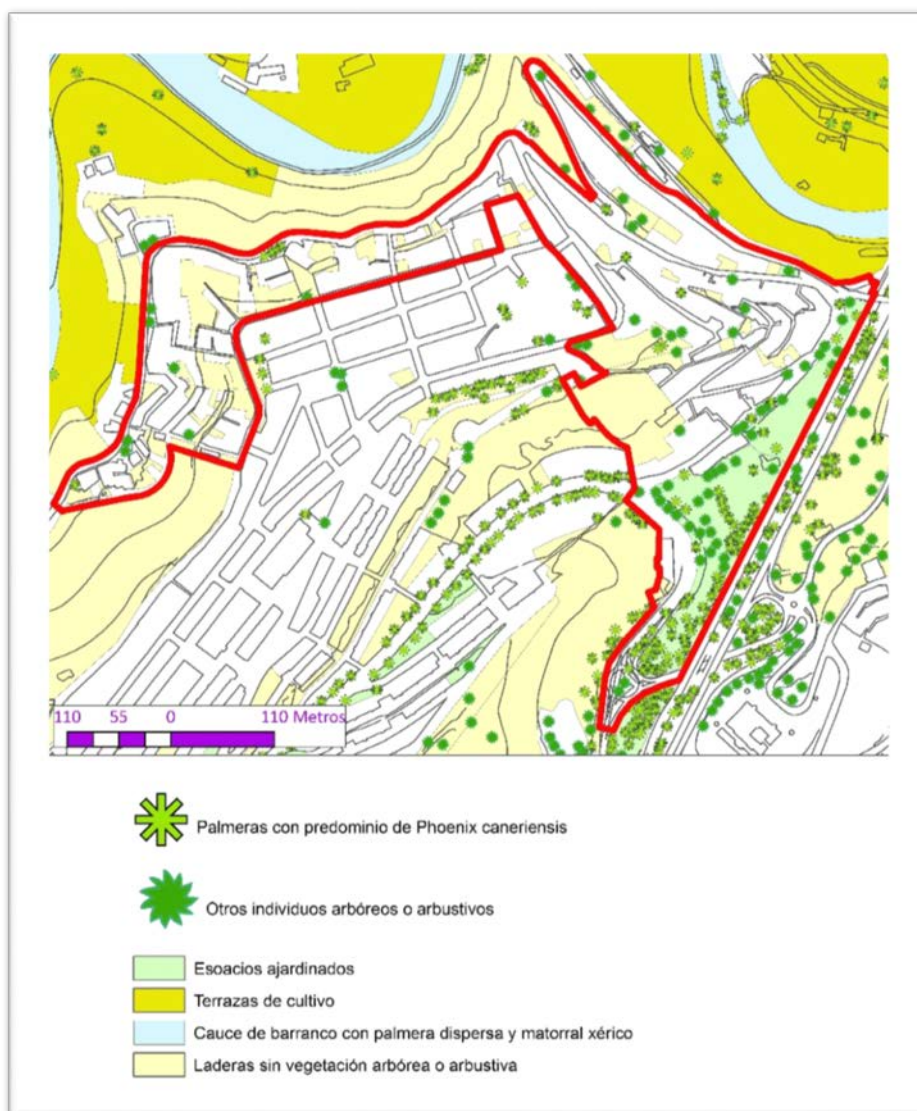 110 55 0 110 Metros
Palmeras con predominio de Phoenix caneriensis
Otros individuos arbóreos o arbustivos
Esoacios ajardinados
Terrazas de cultivo
Cauce de barranco con palmera dispersa y matorral xérico
Laderas sin vegetación arbórea o arbustiva